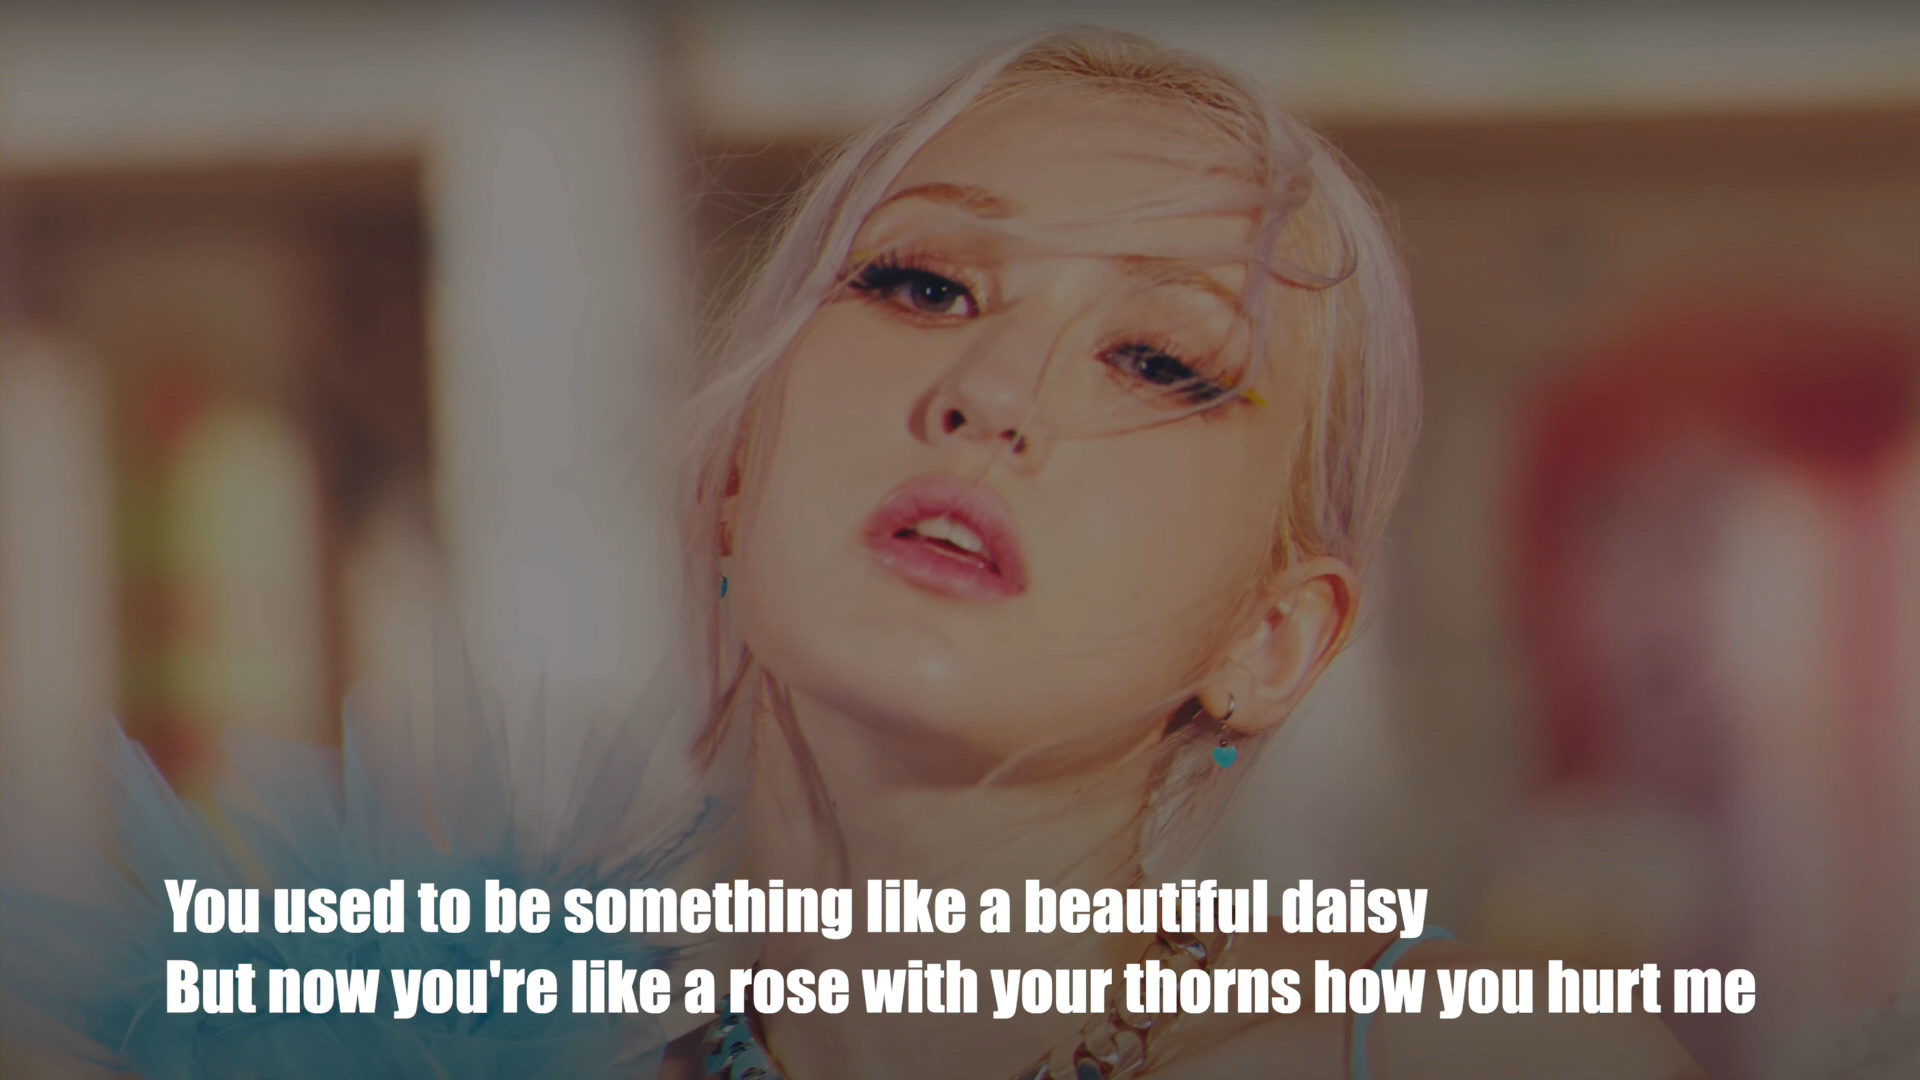 You used to be something like a beautiful daisy
But now you're like a rose with your thorns how you hurt me